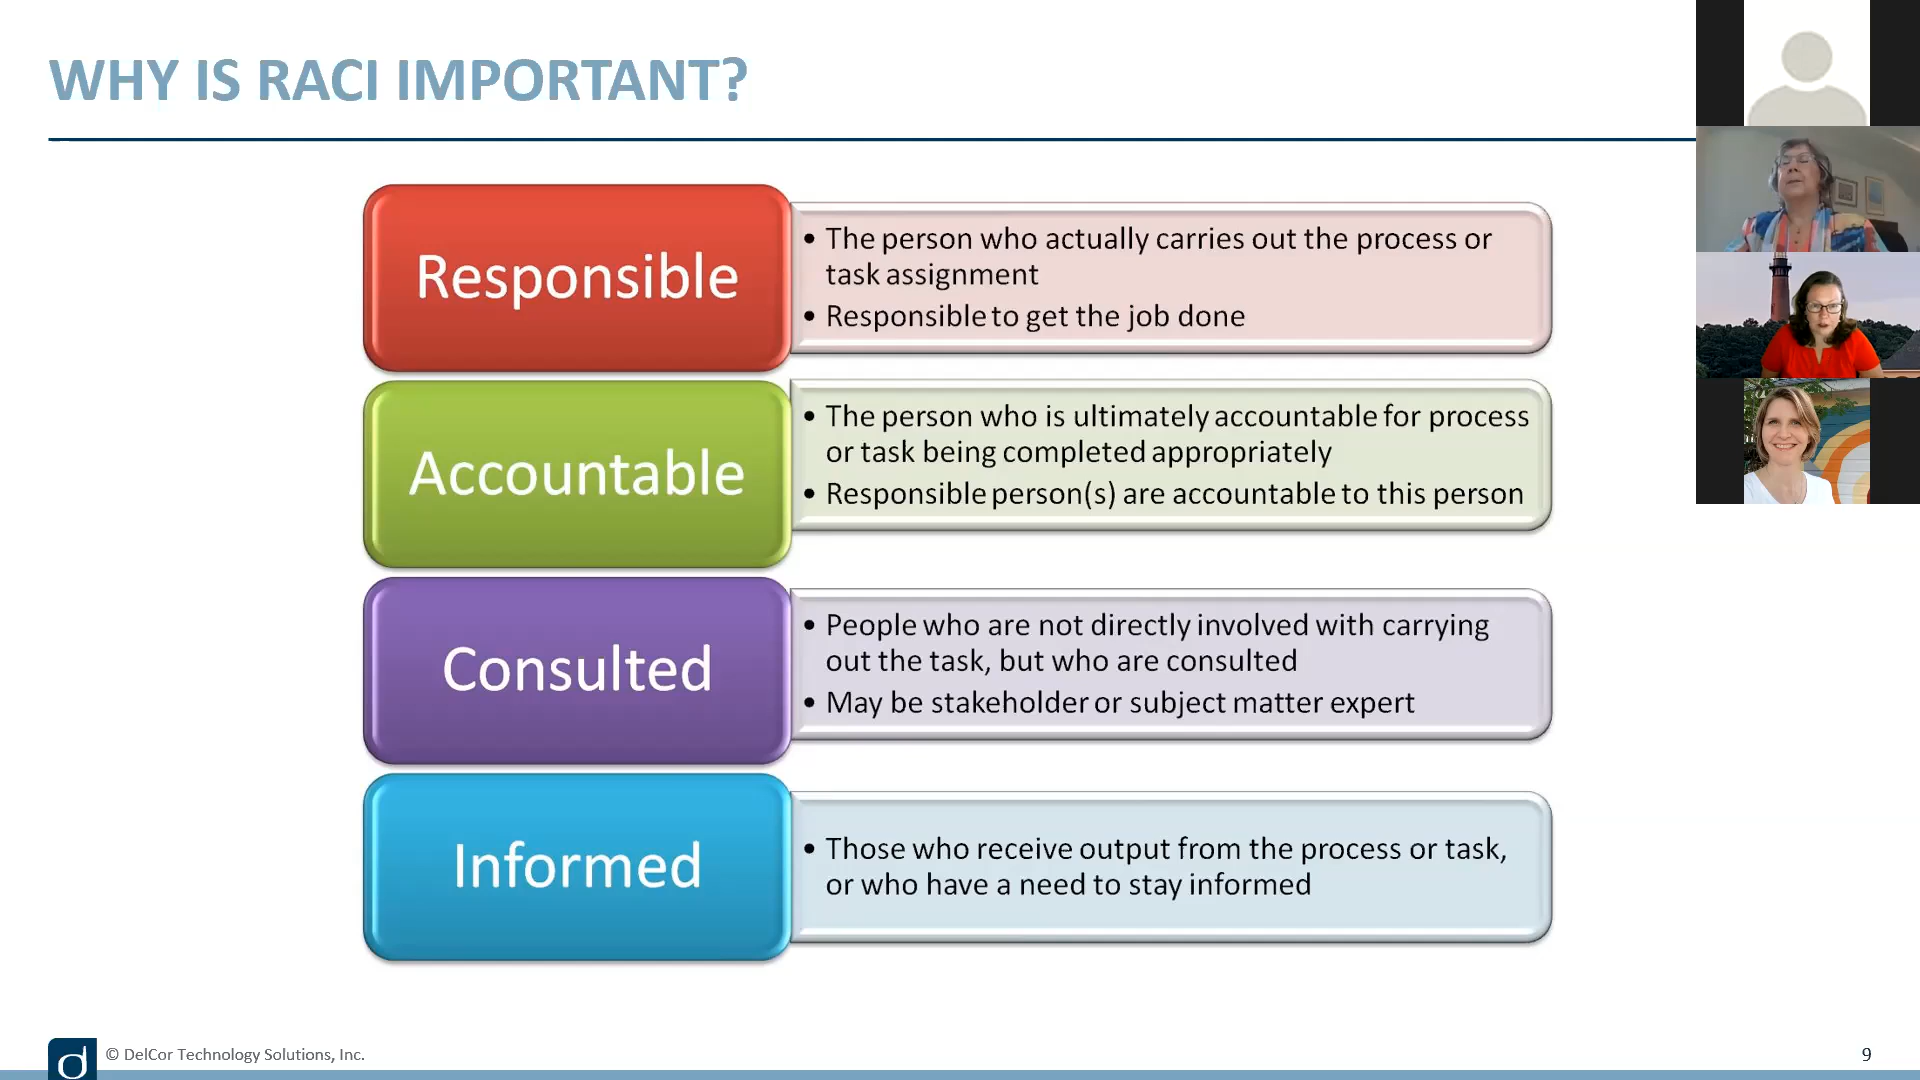 WHY IS RACI IMPORTANT?
Responsible
• The person who actually carries out the process or
task assignment
• Responsible to get the job done
Accountable
• The person who is ultimately accountable for process
or task being completed appropriately
• Responsible person(s) are accountable to this person
Consulted
• People who are not directly involved with carrying
out the task, but who are consulted
• May be stakeholder or subject matter expert
Informed
• Those who receive output from the process or task,
or who have a need to stay informed
d
© DelCor Technology Solutions, Inc.
9